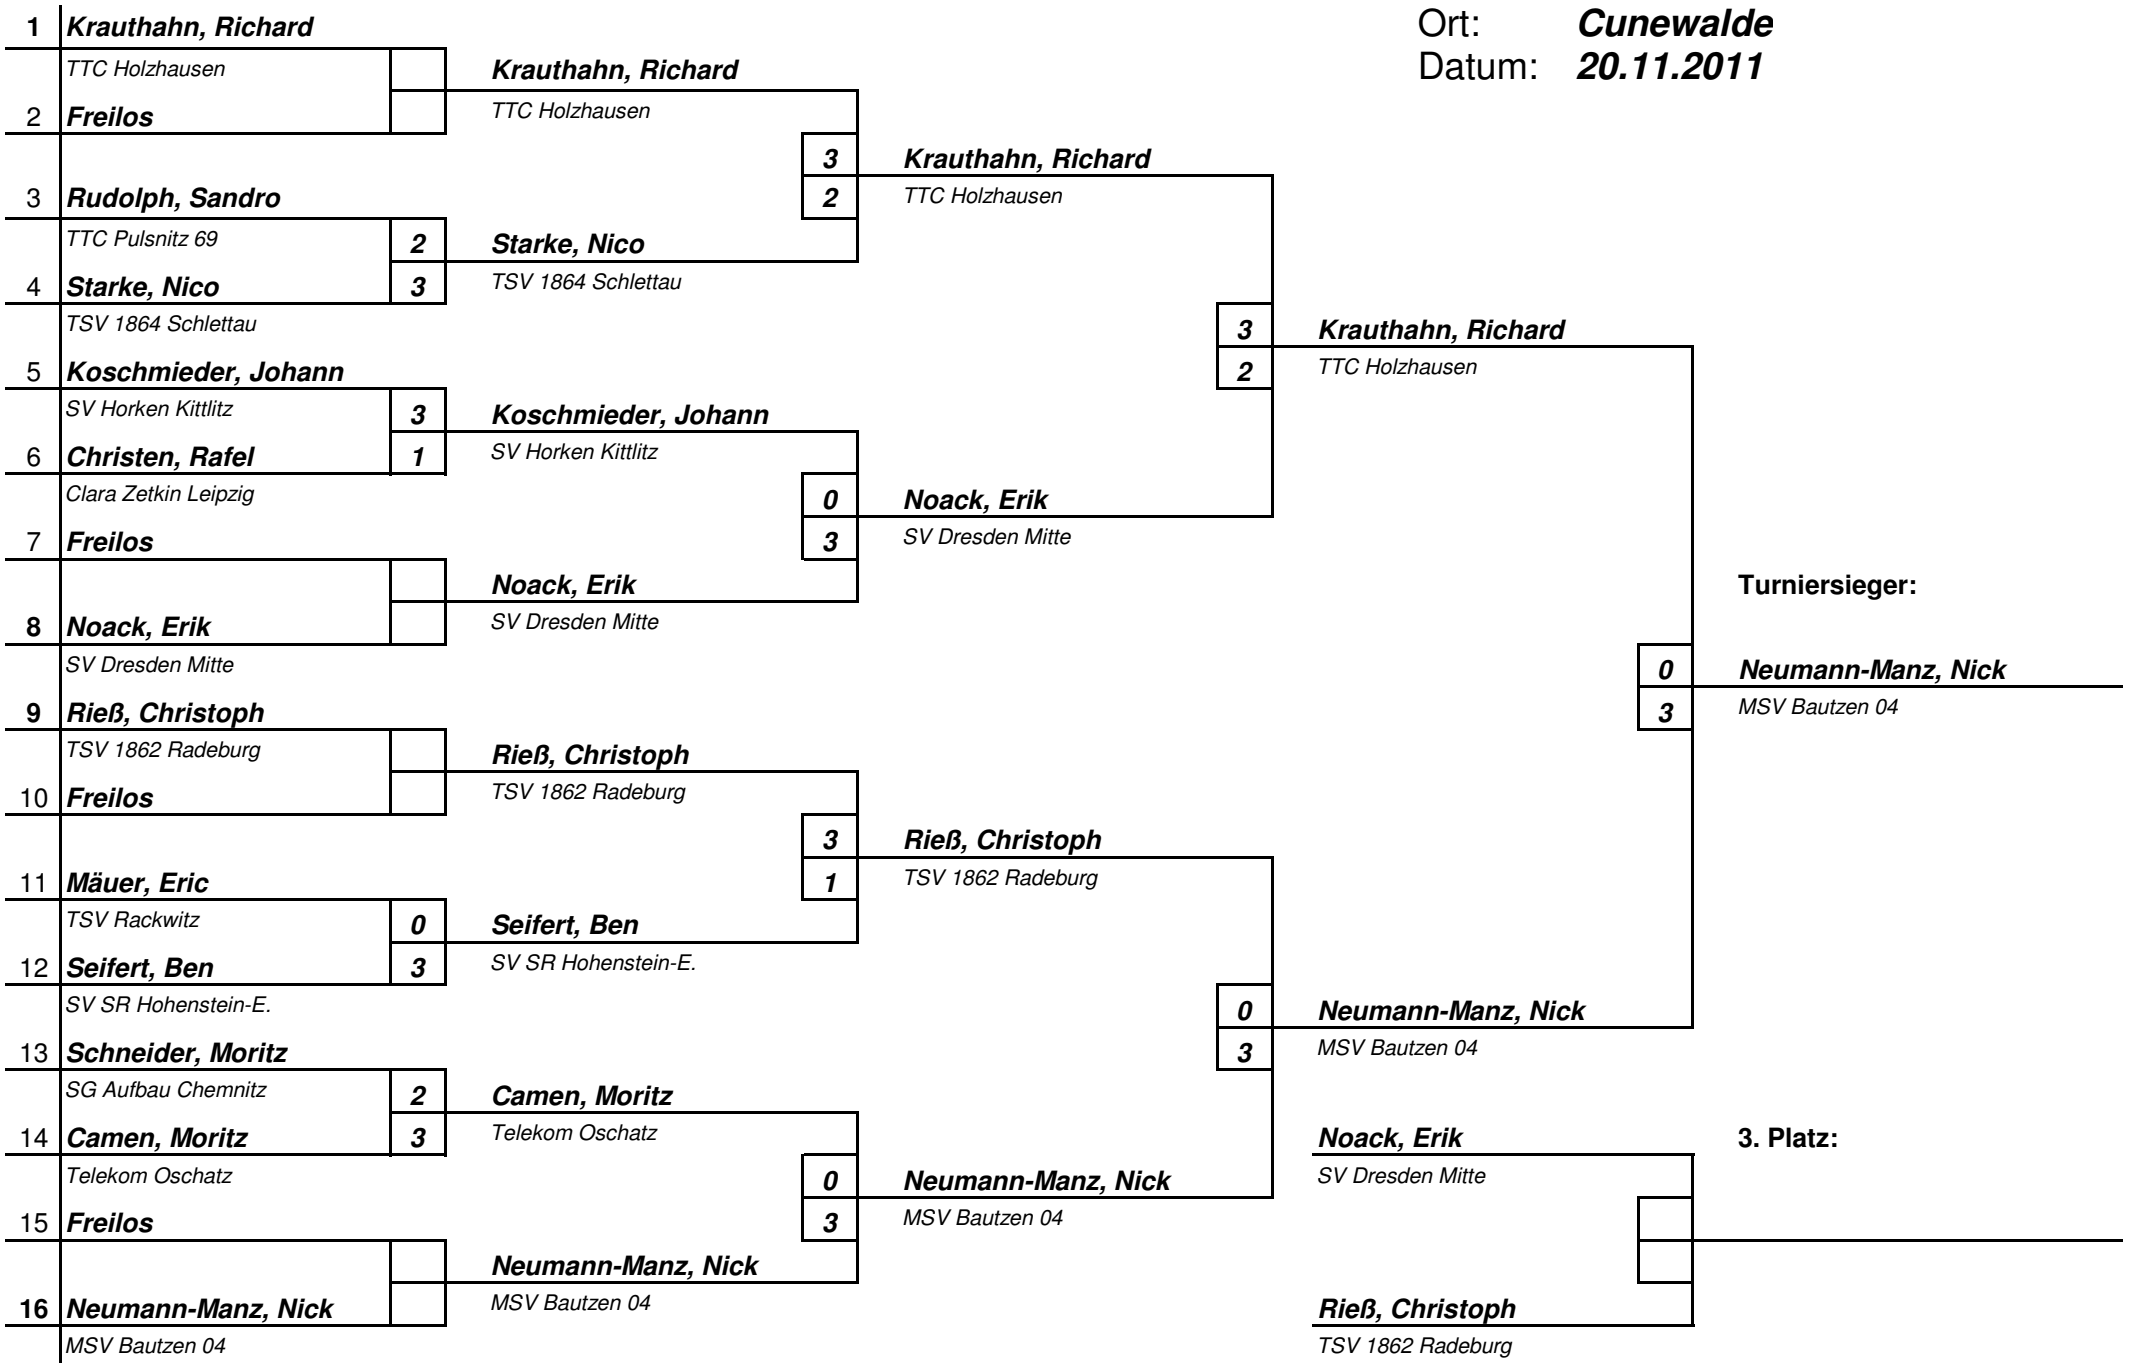 Ort: Cunewalde
Datum: 20.11.2011
1 Krauthahn, Richard
TTC Holzhausen
2 Freilos
3 Rudolph, Sandro
TTC Pulsnitz 69
2
4 Starke, Nico
3
TSV 1864 Schlettau
5 Koschmieder, Johann
SV Horken Kittlitz
3
6 Christen, Rafel
1
Clara Zetkin Leipzig
7 Freilos
8 Noack, Erik
SV Dresden Mitte
9 Rieß, Christoph
TSV 1862 Radeburg
10 Freilos
11 Mäuer, Eric
TSV Rackwitz
0
12 Seifert, Ben
3
SV SR Hohenstein-E.
13 Schneider, Moritz
SG Aufbau Chemnitz
2
14 Camen, Moritz
3
Telekom Oschatz
15 Freilos
16 Neumann-Manz, Nick
MSV Bautzen 04
Krauthahn, Richard
TTC Holzhausen
3
2
Starke, Nico
TSV 1864 Schlettau
Koschmieder, Johann
SV Horken Kittlitz
0
3
Noack, Erik
SV Dresden Mitte
Rieß, Christoph
TSV 1862 Radeburg
3
1
Seifert, Ben
SV SR Hohenstein-E.
Camen, Moritz
Telekom Oschatz
0
3
Neumann-Manz, Nick
MSV Bautzen 04
Krauthahn, Richard
TTC Holzhausen
3
2
Noack, Erik
SV Dresden Mitte
Rieß, Christoph
TSV 1862 Radeburg
0
3
Neumann-Manz, Nick
MSV Bautzen 04
Krauthahn, Richard
TTC Holzhausen
0
3
Neumann-Manz, Nick
MSV Bautzen 04
Turniersieger:
Neumann-Manz, Nick
MSV Bautzen 04
Noack, Erik
SV Dresden Mitte
3. Platz:
Rieß, Christoph
TSV 1862 Radeburg